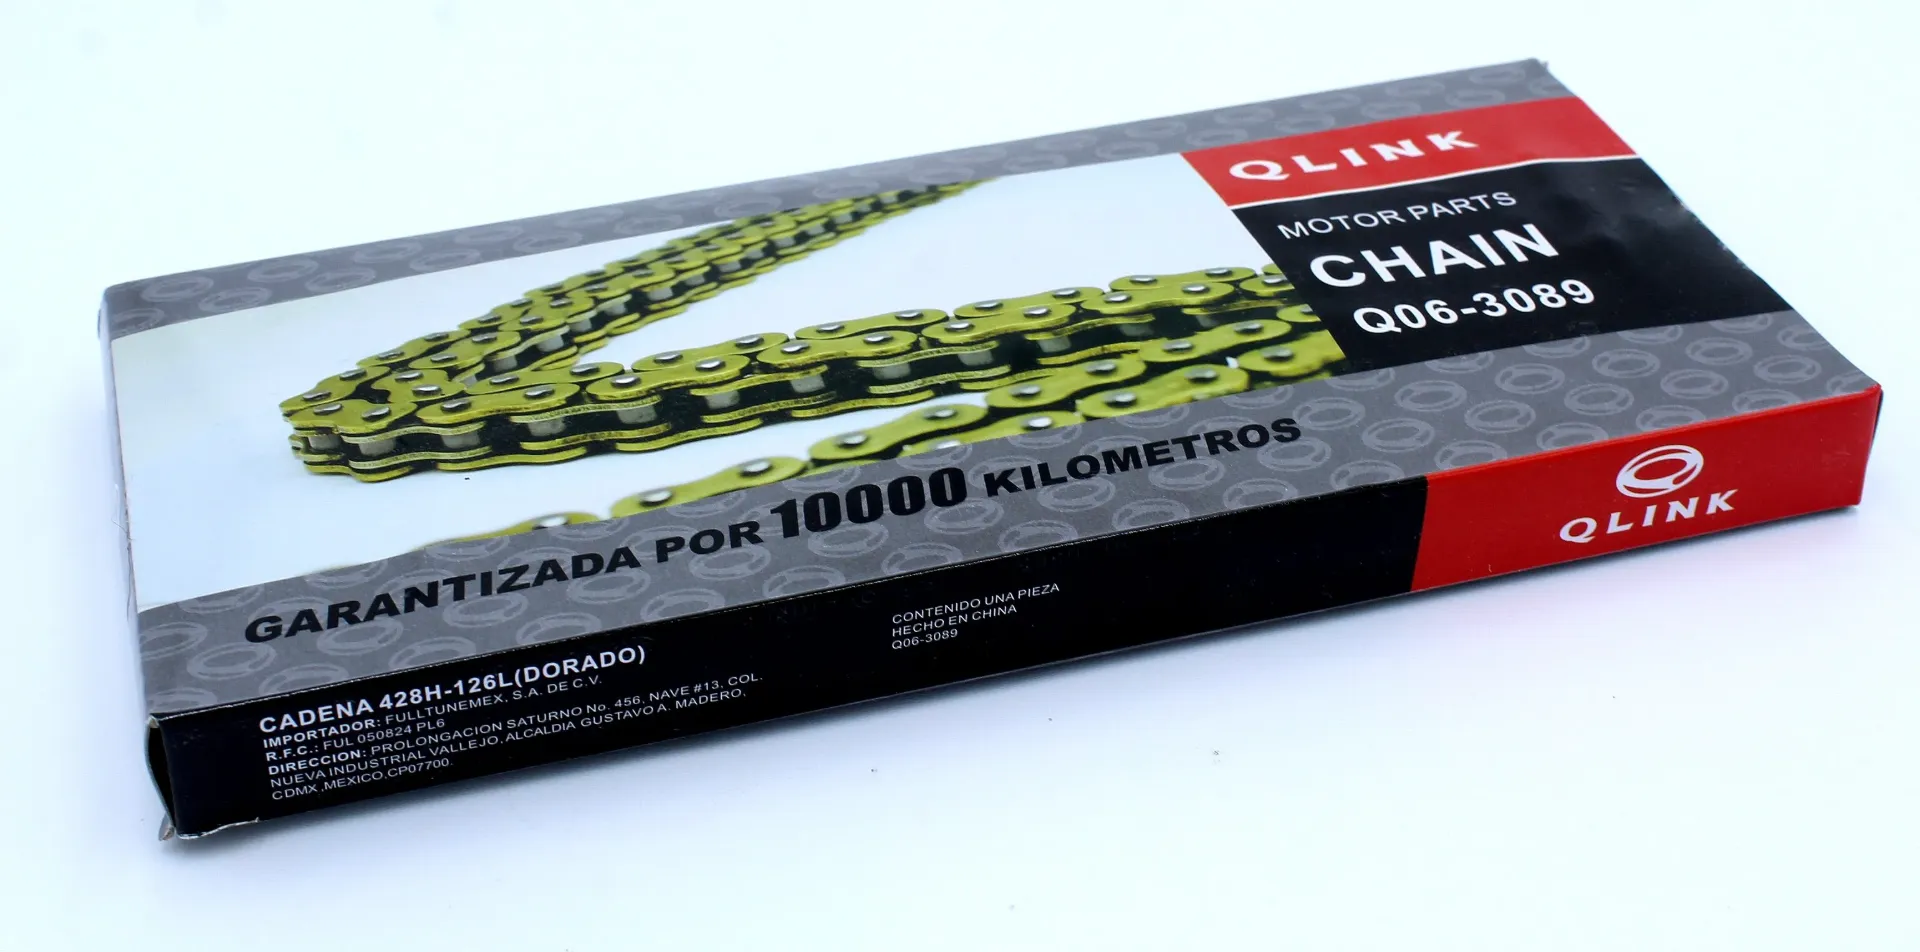 QLINK
MOTOR PARTS
CHAIN
Q06-3089
GARANTIZADA POR 10000 KILOMETROS
QLINK
CADENA 428H-126L(DORADO)
IMPORTADOR: FULLTUNEMEX, S.A. DE C.V.
R.F.C.: FUL 050824 PL6
DIRECCION: PROLONGACION SATURNO No. 456, NAVE #13, COL.
NUEVA INDUSTRIAL VALLEJO, ALCALDIA GUSTAVO A. MADERO,
CDMX ,MEXICO,CP07700.
CONTENIDO UNA PIEZA
HECHO EN CHINA
Q06-3089